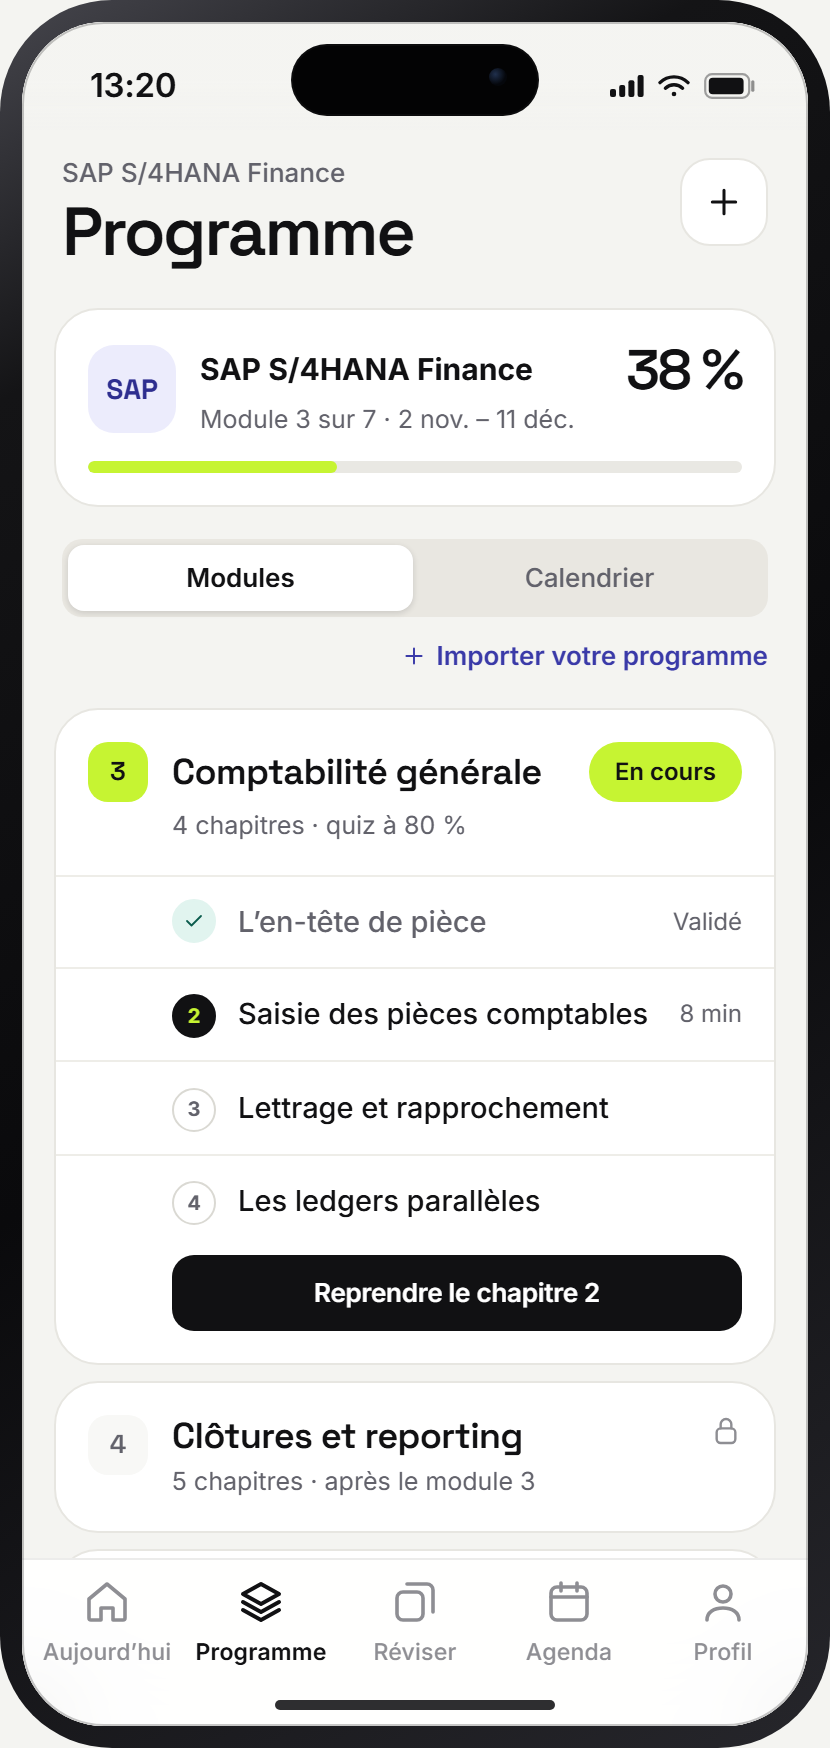 13:20
SAP S/4HANA Finance
Programme
SAP
SAP S/4HANA Finance
38 %
Module 3 sur 7 · 2 nov. – 11 déc.
Modules
Calendrier
+ Importer votre programme
3
Comptabilité générale
En cours
4 chapitres · quiz à 80 %
L’en-tête de pièce
Validé
2
Saisie des pièces comptables
8 min
3
Lettrage et rapprochement
4
Les ledgers parallèles
Reprendre le chapitre 2
4
Clôtures et reporting
5 chapitres · après le module 3
Aujourd’hui
Programme
Réviser
Agenda
Profil